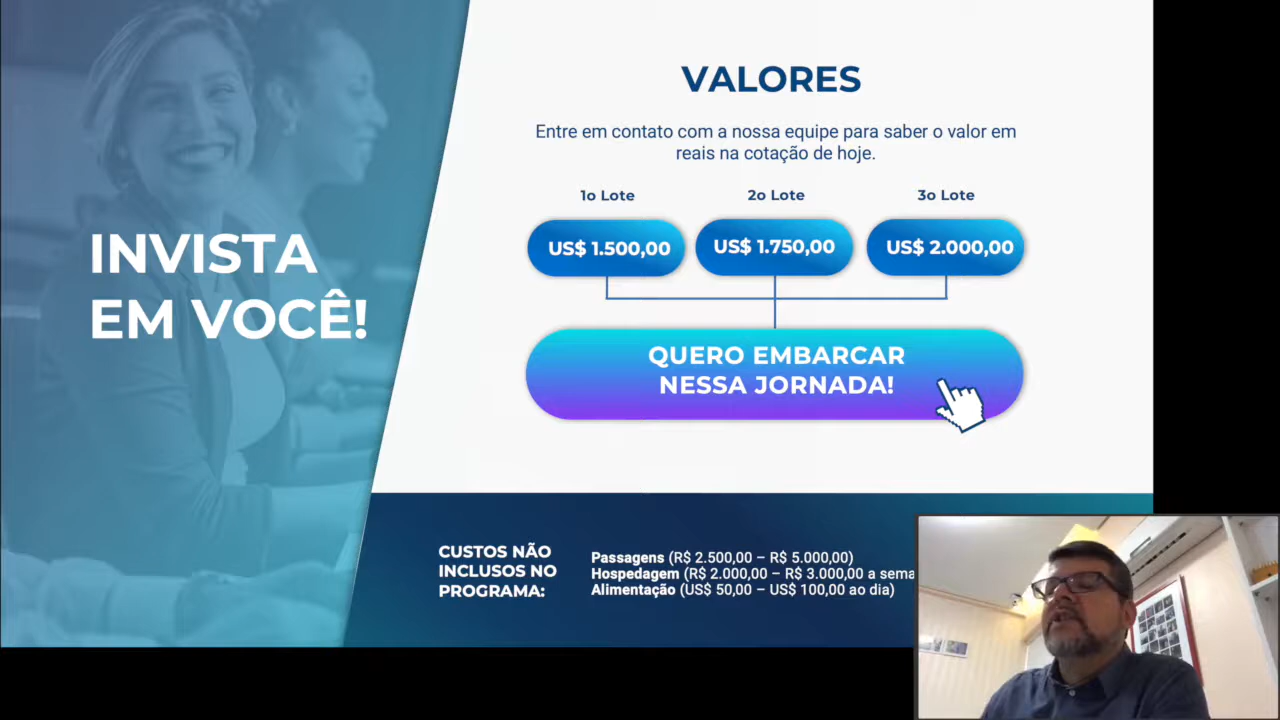 INVISTA
EM VOCÊ!
VALORES
Entre em contato com a nossa equipe para saber o valor em
reais na cotação de hoje.
1o Lote
2o Lote
3o Lote
US$ 1.500,00
US$ 1.750,00
US$ 2.000,00
QUERO EMBARCAR
NESSA JORNADA!
CUSTOS NÃO
INCLUSOS NO
PROGRAMA:
Passagens (R$ 2.500,00 – R$ 5.000,00)
Hospedagem (R$ 2.000,00 – R$ 3.000,00 a sema
Alimentação (US$ 50,00 – US$ 100,00 ao dia)